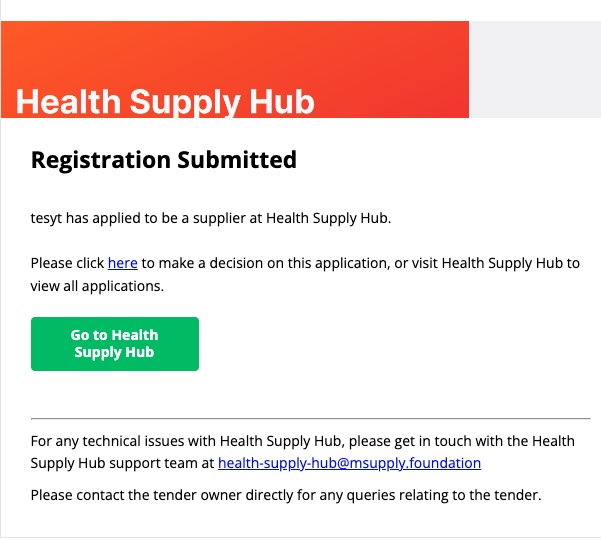 Health Supply Hub
Registration Submitted
tesyt has applied to be a supplier at Health Supply Hub.
Please click here to make a decision on this application, or visit Health Supply Hub to
view all applications.
Go to Health
Supply Hub
For any technical issues with Health Supply Hub, please get in touch with the Health
Supply Hub support team at health-supply-hub@msupply.foundation
Please contact the tender owner directly for any queries relating to the tender.